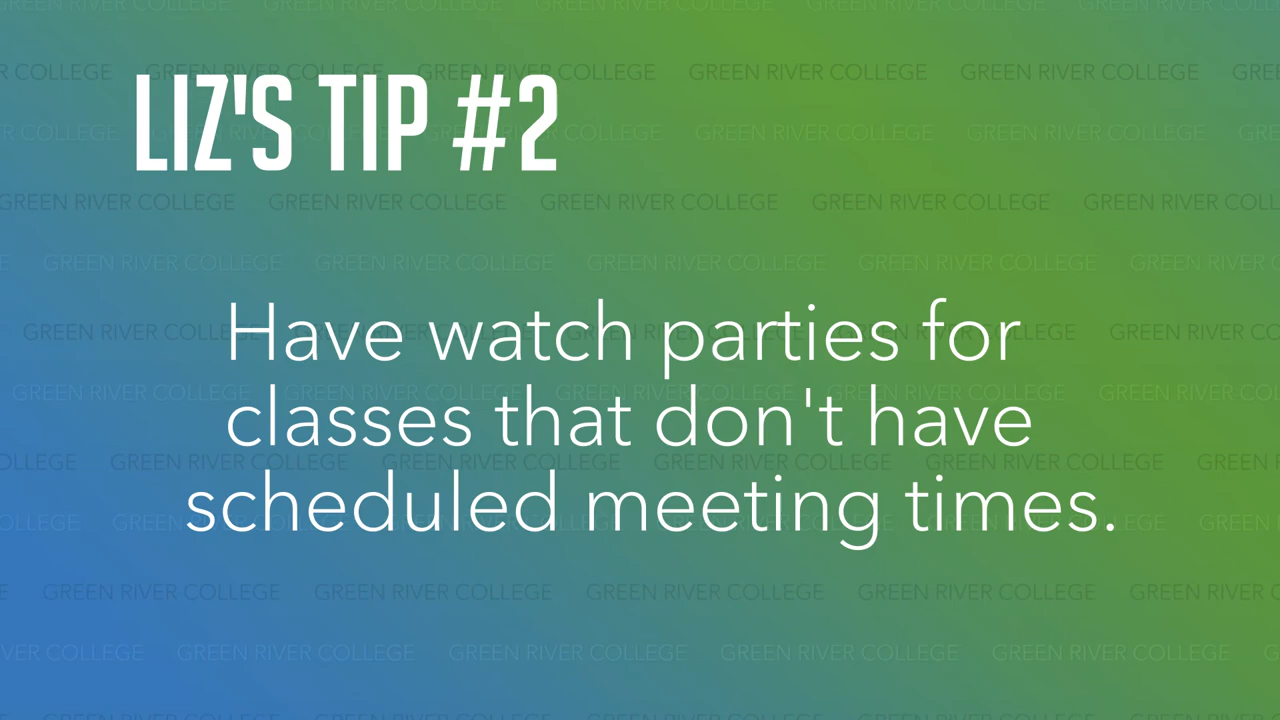 LIZ'S TIP #2
Have watch parties for
classes that don't have
scheduled meeting times.
GREEN RIVER COLLEGE